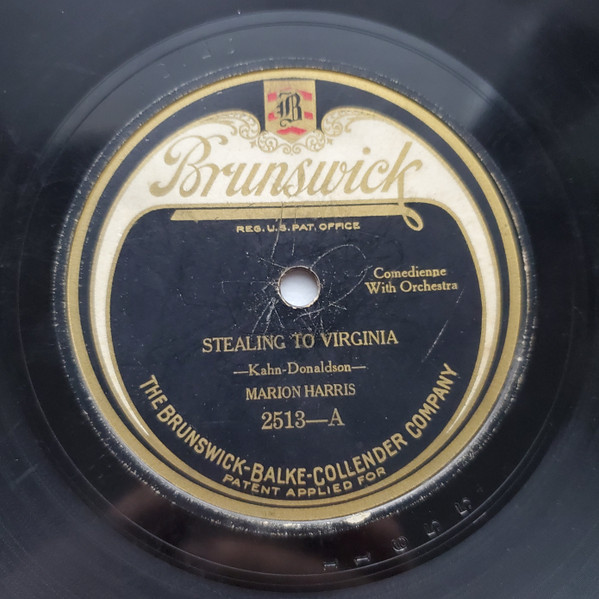 B
Brunswick
REG. U.S. PAT. OFFICE
Comedienne
With Orchestra
STEALING TO VIRGINIA
—Kahn-Donaldson—
MARION HARRIS
2513—A
THE BRUNSWICK-BALKE-COLLENDER COMPANY
PATENT APPLIED FOR